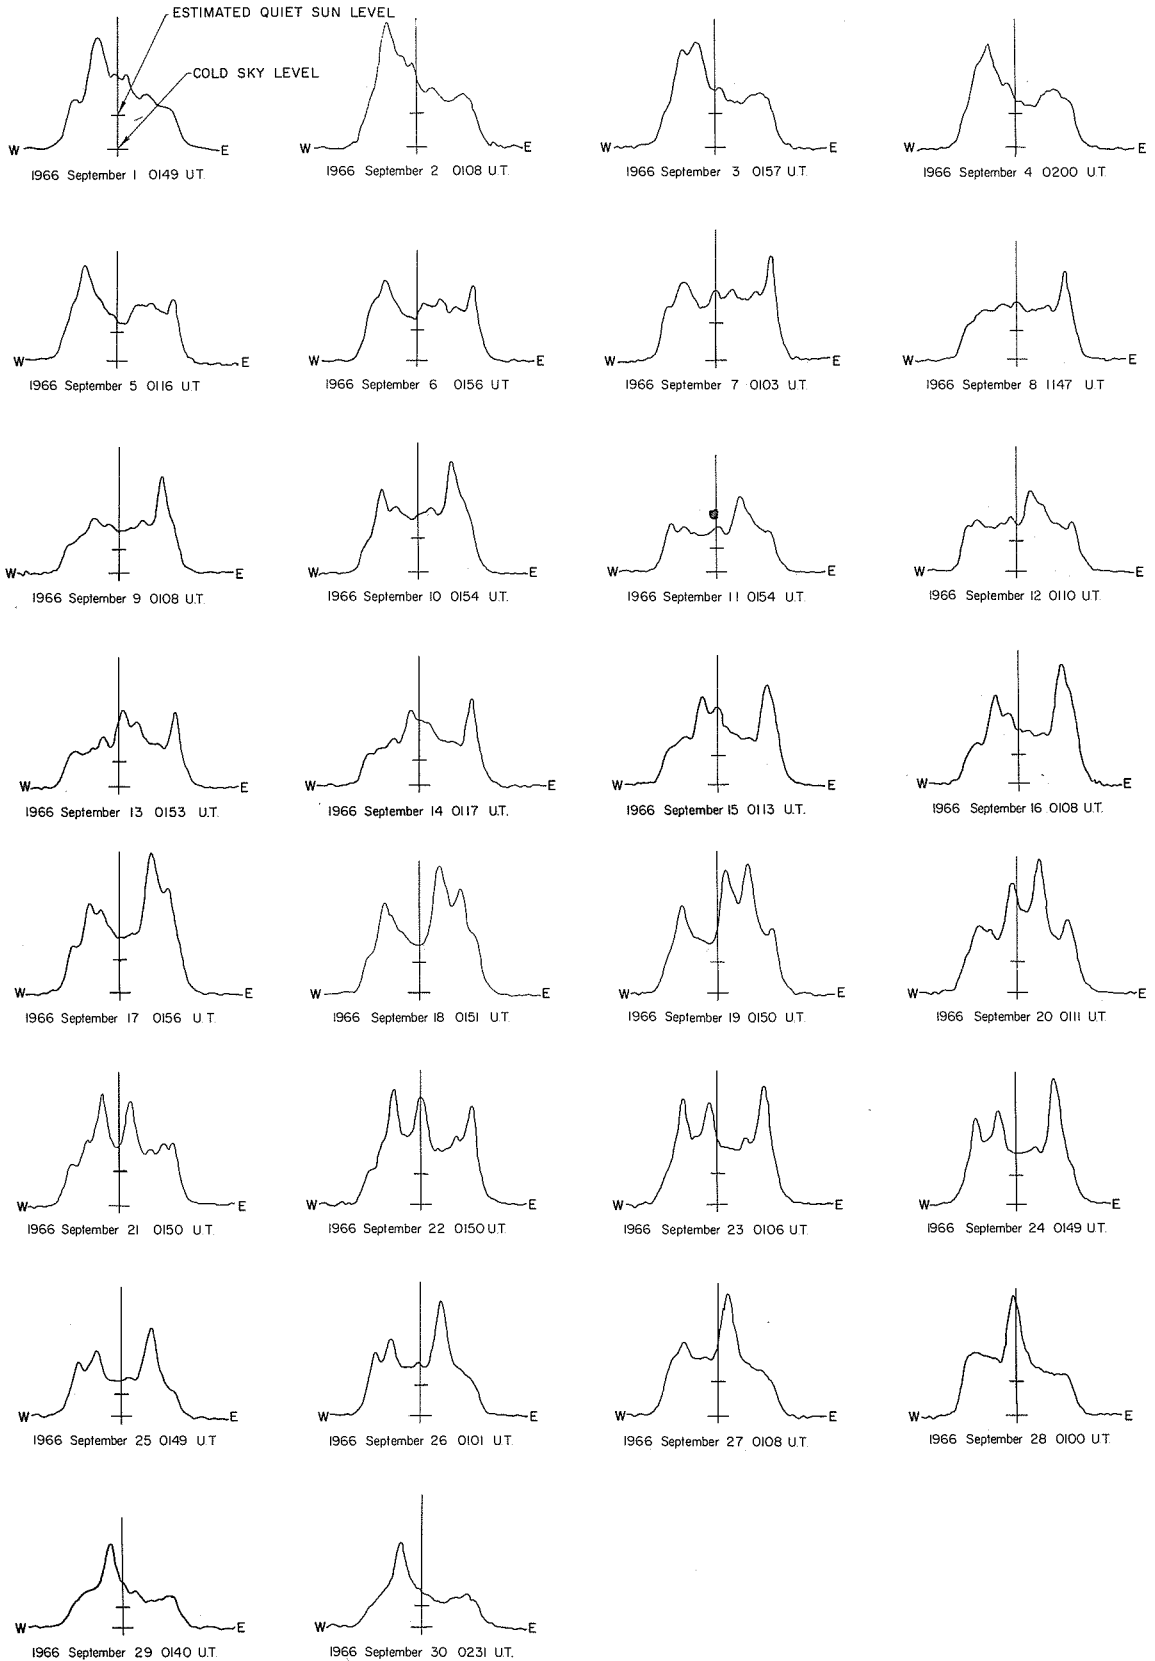 ESTIMATED QUIET SUN LEVEL
COLD SKY LEVEL
W E W E W E W E
1966 September 1 0149 U.T. 1966 September 2 0108 U.T. 1966 September 3 0157 U.T. 1966 September 4 0200 U.T.
W E W E W E W E
1966 September 5 0116 U.T 1966 September 6 0156 U.T 1966 September 7 0103 U.T. 1966 September 8 1147 U.T
W E W E W E W E
1966 September 9 0108 U.T. 1966 September 10 0154 U.T. 1966 September 11 0154 U.T. 1966 September 12 0110 U.T.
W E W E W E W E
1966 September 13 0153 U.T. 1966 September 14 0117 U.T. 1966 September 15 0113 U.T. 1966 September 16 0108 U.T.
W E W E W E W E
1966 September 17 0156 U.T. 1966 September 18 0151 U.T. 1966 September 19 0150 U.T. 1966 September 20 0111 U.T.
W E W E W E W E
1966 September 21 0150 U.T. 1966 September 22 0150 U.T. 1966 September 23 0106 U.T. 1966 September 24 0149 U.T.
W E W E W E W E
1966 September 25 0149 U.T 1966 September 26 0101 U.T. 1966 September 27 0108 U.T. 1966 September 28 0100 U.T.
W E W E
1966 September 29 0140 U.T. 1966 September 30 0231 U.T.